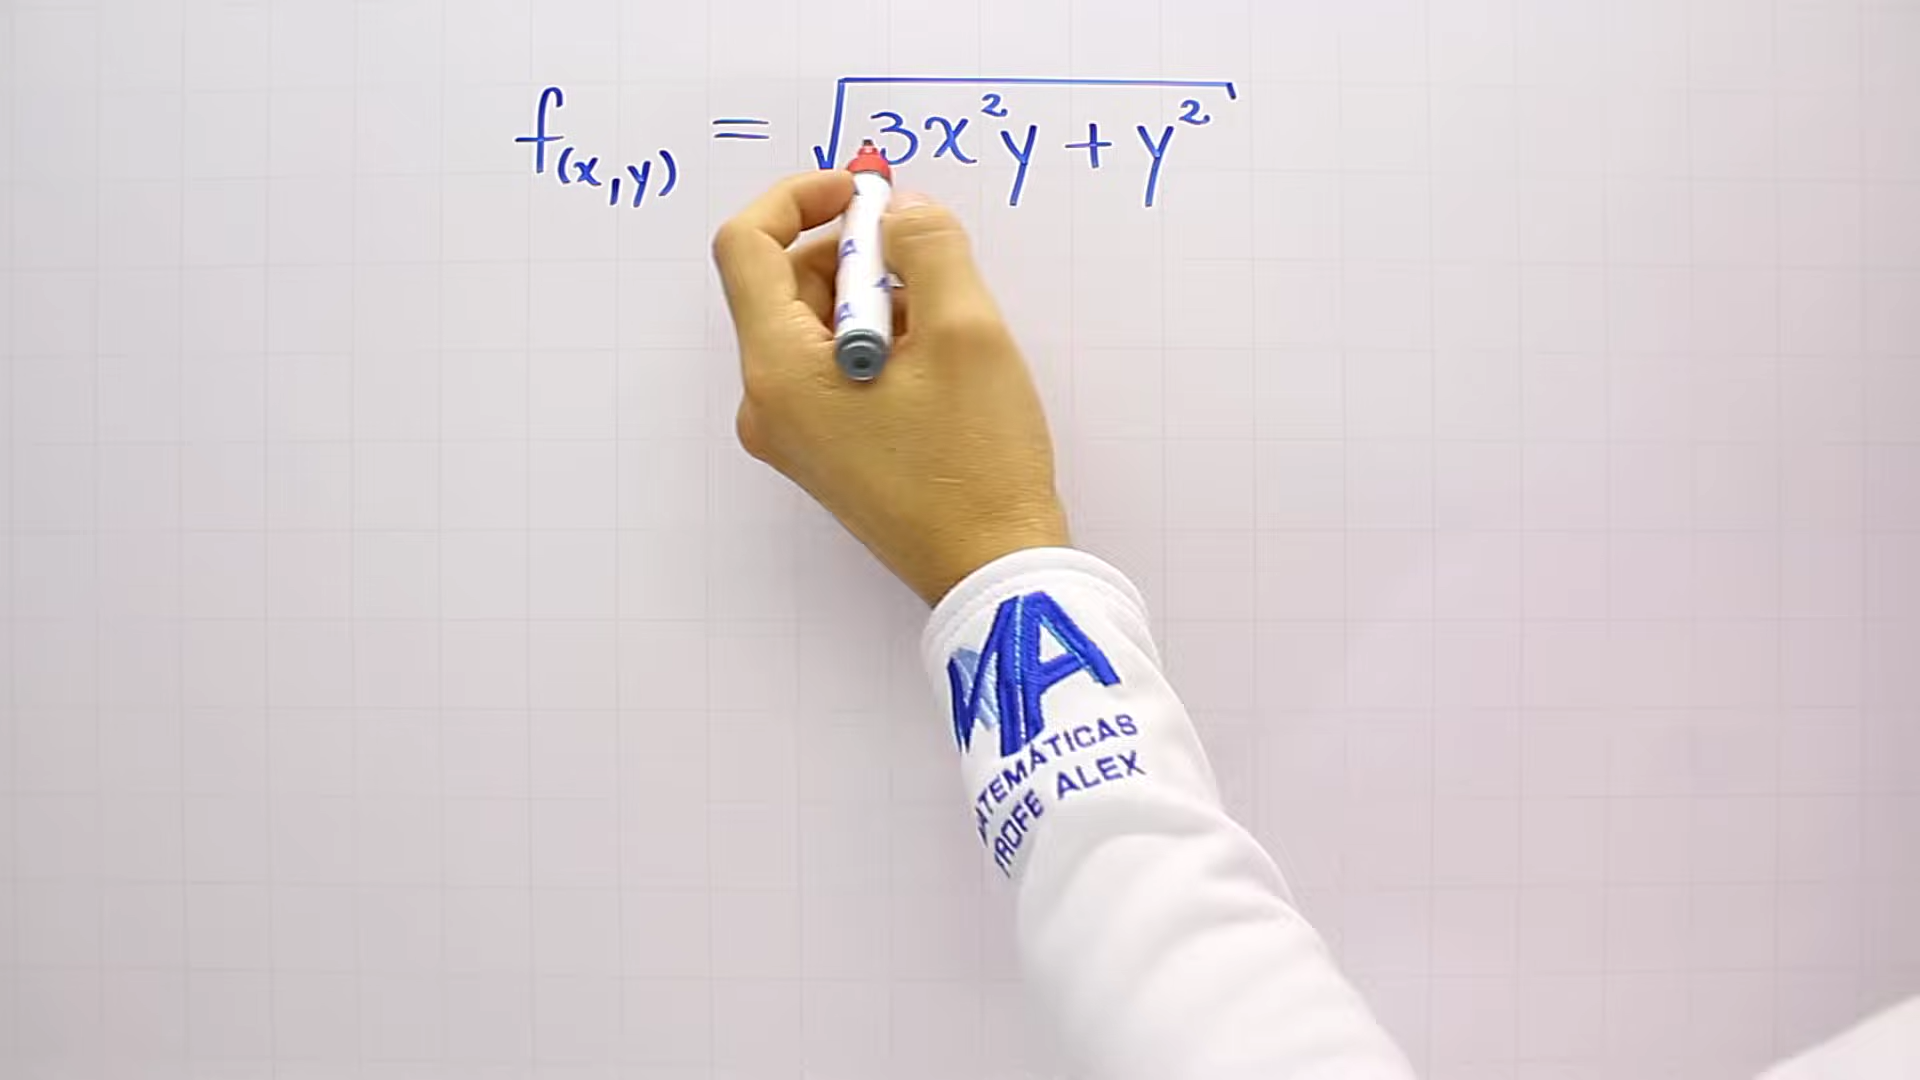 f(x,y) = √3x²y + y²
MA
MATEMÁTICAS
PROFE ALEX